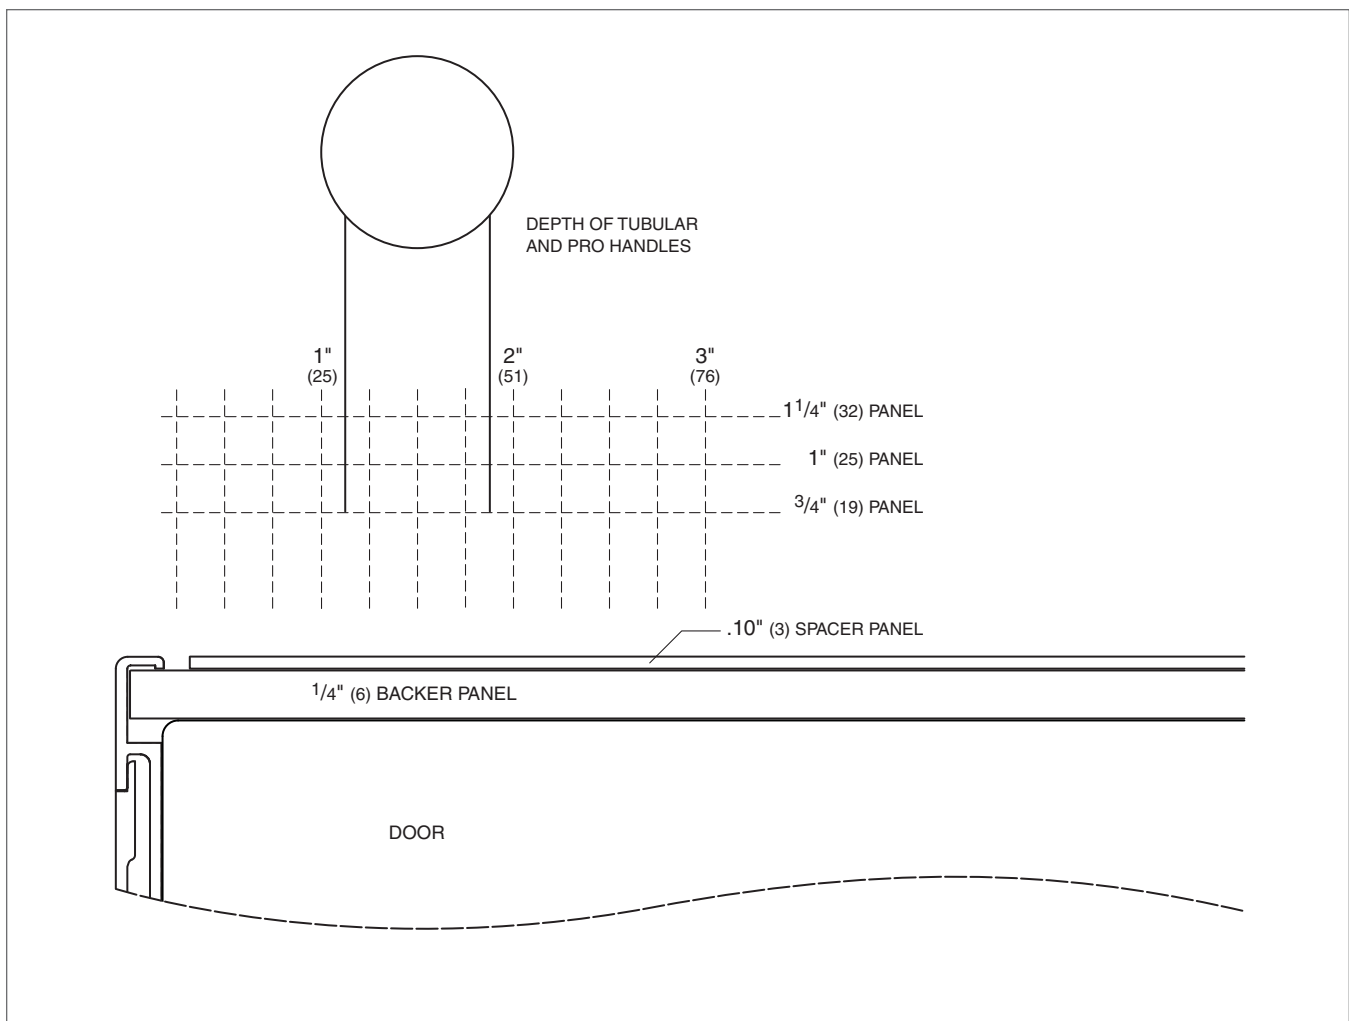 DEPTH OF TUBULAR
AND PRO HANDLES
1" 2" 3"
(25) (51) (76)
1 1/4" (32) PANEL
1" (25) PANEL
3/4" (19) PANEL
.10" (3) SPACER PANEL
1/4" (6) BACKER PANEL
DOOR